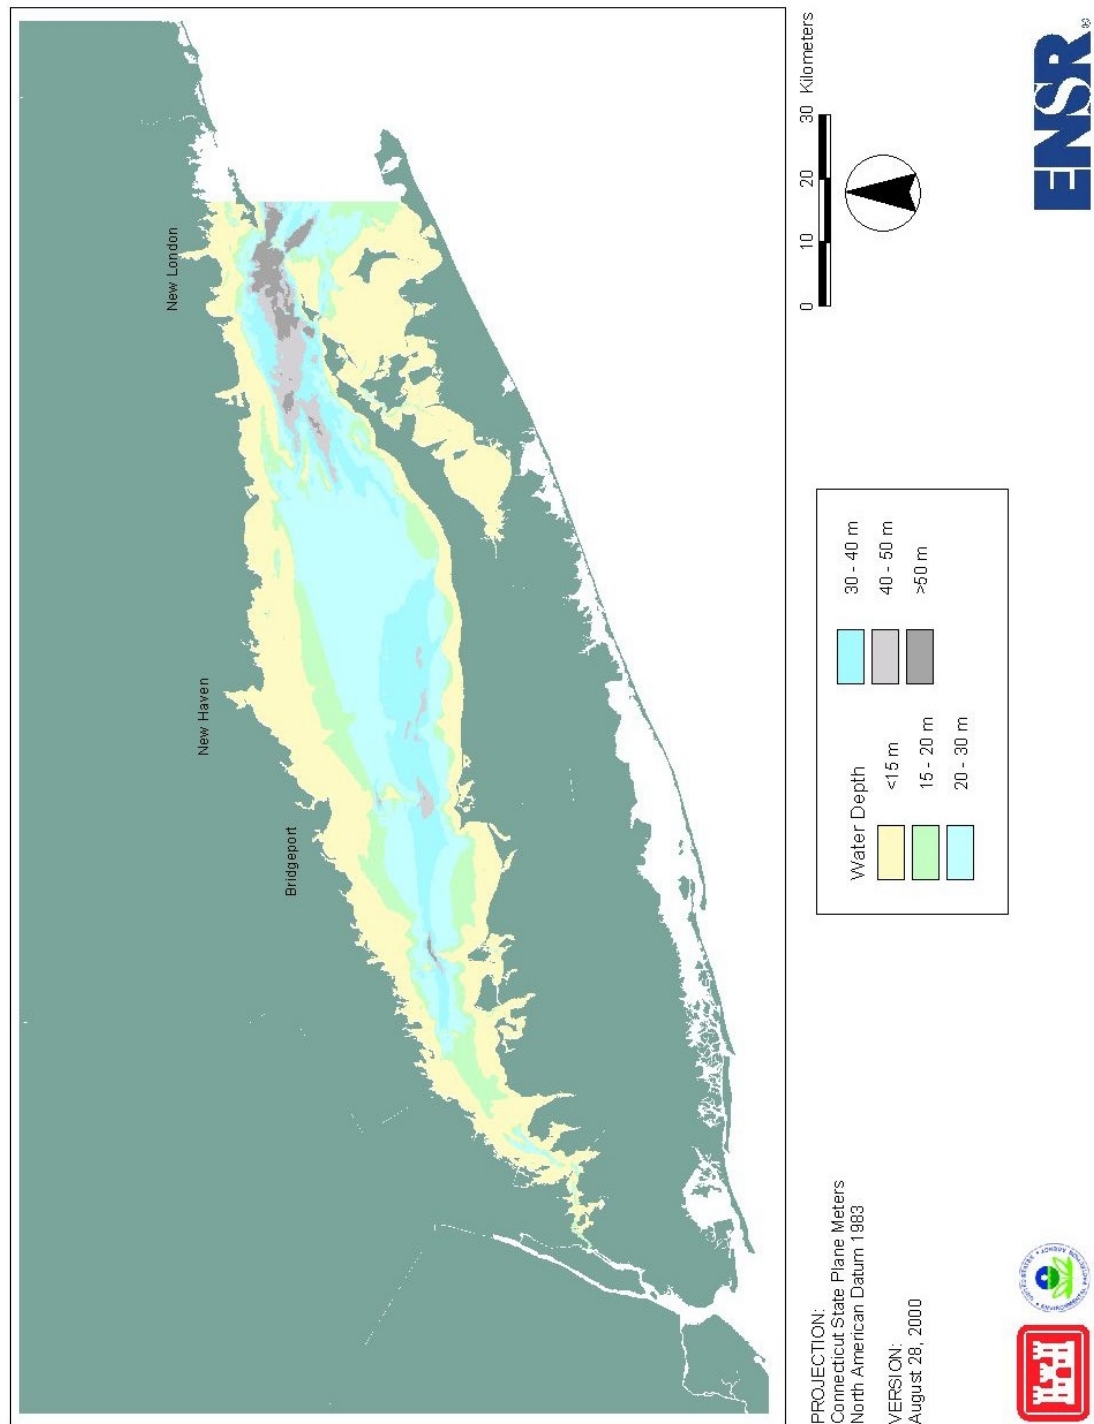 New London
New Haven
Bridgeport
PROJECTION:
Connecticut State Plane Meters
North American Datum 1983
VERSION:
August 28, 2000
Water Depth
<15 m
15 - 20 m
20 - 30 m
30 - 40 m
40 - 50 m
>50 m
0 10 20 30 Kilometers
ENSR®